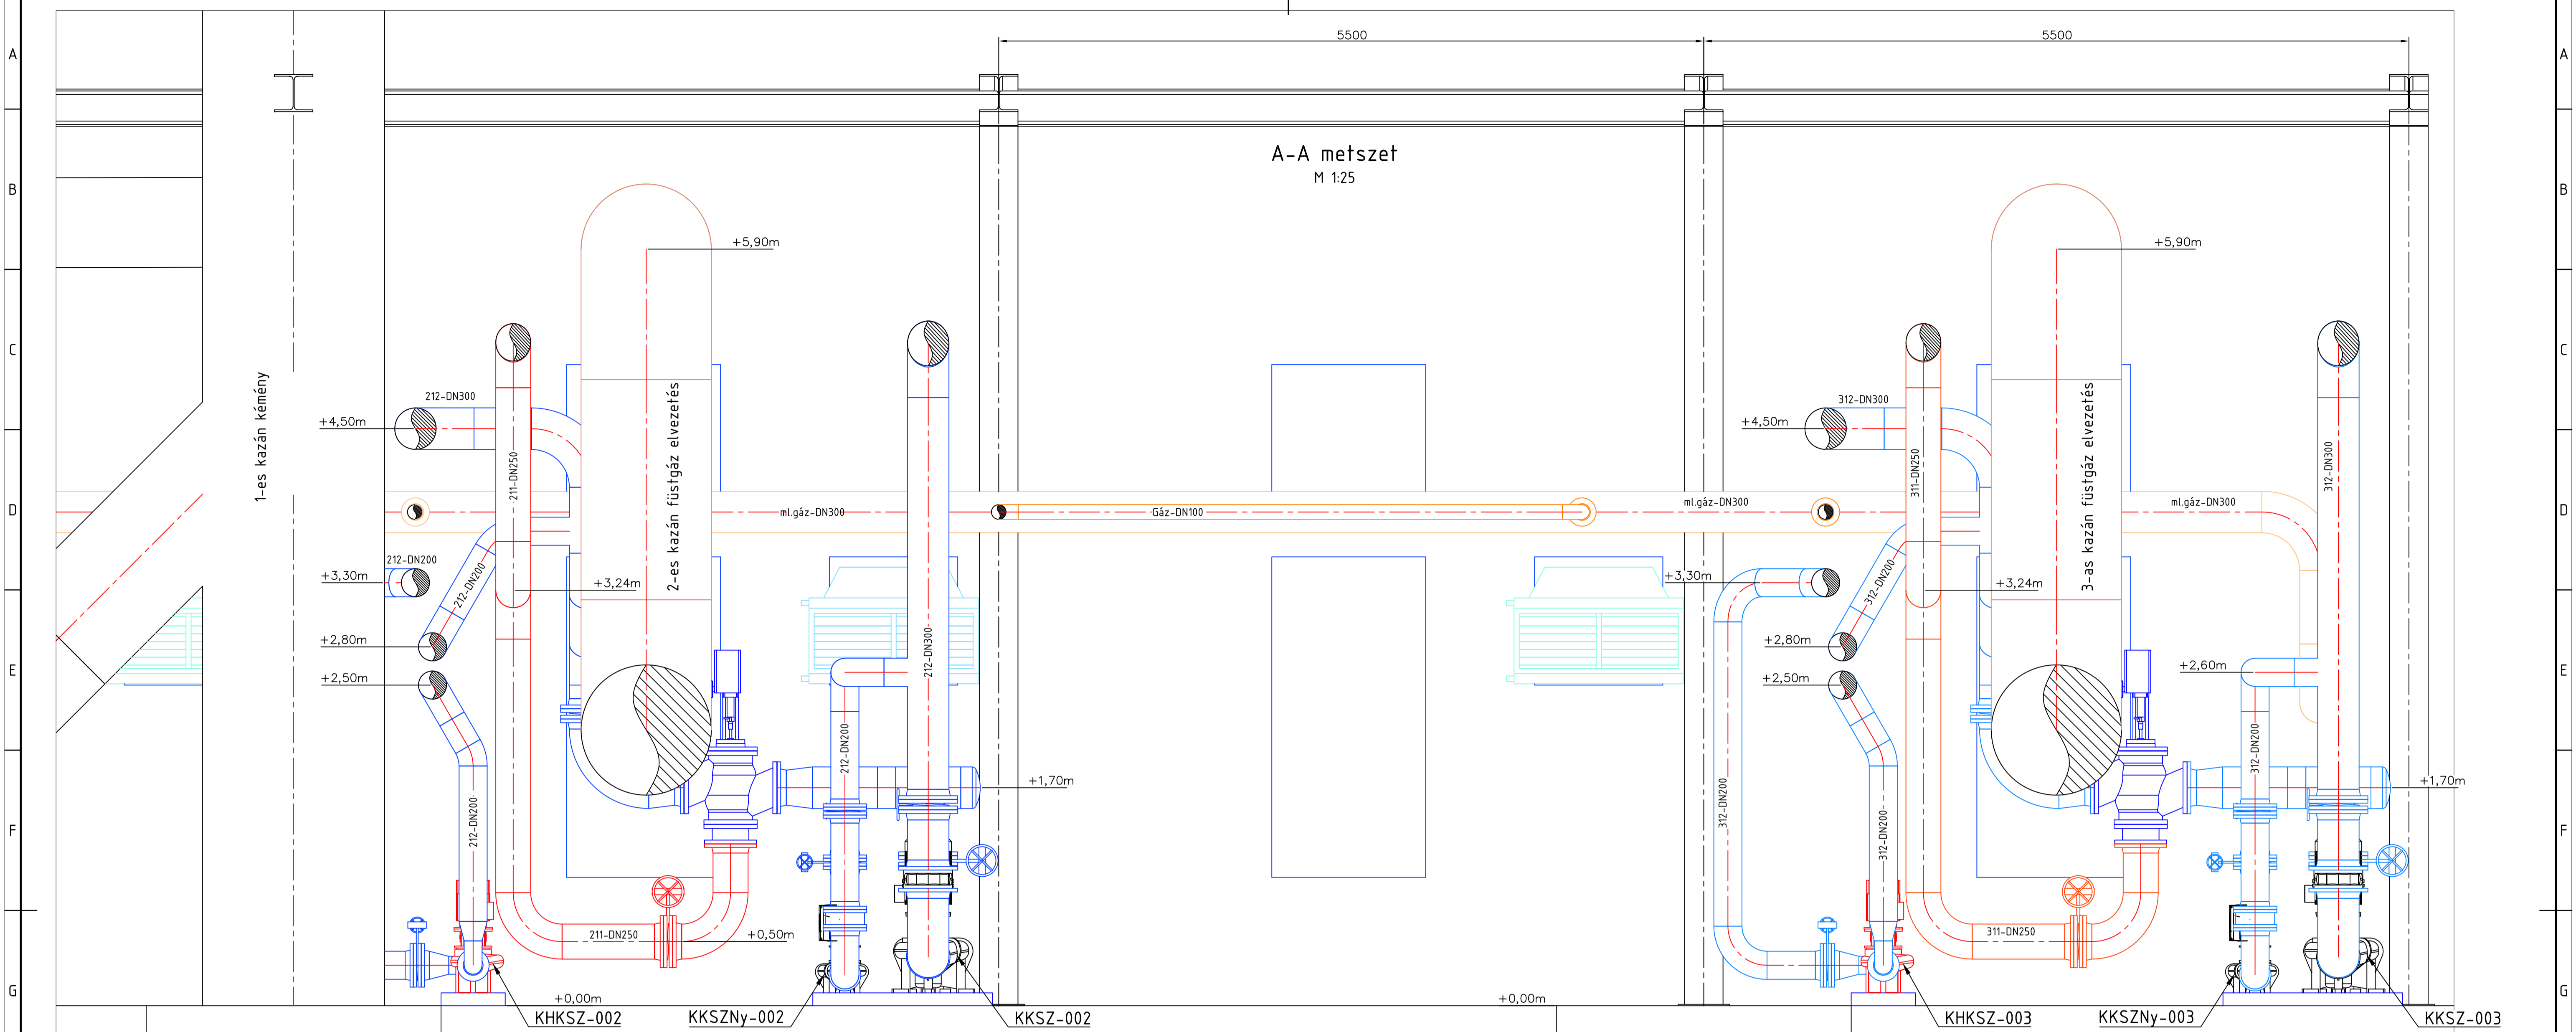 5500
5500
A
A
A-A metszet
M 1:25
B
B
+5,90m
+5,90m
C
C
1-es kazán kémény
212-DN300
+4,50m
211-DN250
2-es kazán füstgáz elvezetés
312-DN300
+4,50m
311-DN250
3-as kazán füstgáz elvezetés
312-DN300
D
D
ml.gáz-DN300
Gáz-DN100
ml.gáz-DN300
ml.gáz-DN300
212-DN200
+3,30m
212-DN200
+3,24m
+3,30m
312-DN200
+3,24m
+2,80m
212-DN300
+2,80m
E
E
+2,50m
+2,50m
+2,60m
212-DN200
312-DN200
+1,70m
+1,70m
212-DN200
312-DN200
312-DN200
F
F
211-DN250
+0,50m
311-DN250
G
G
+0,00m
+0,00m
KHKSZ-002
KKSZNy-002
KKSZ-002
KHKSZ-003
KKSZNy-003
KKSZ-003